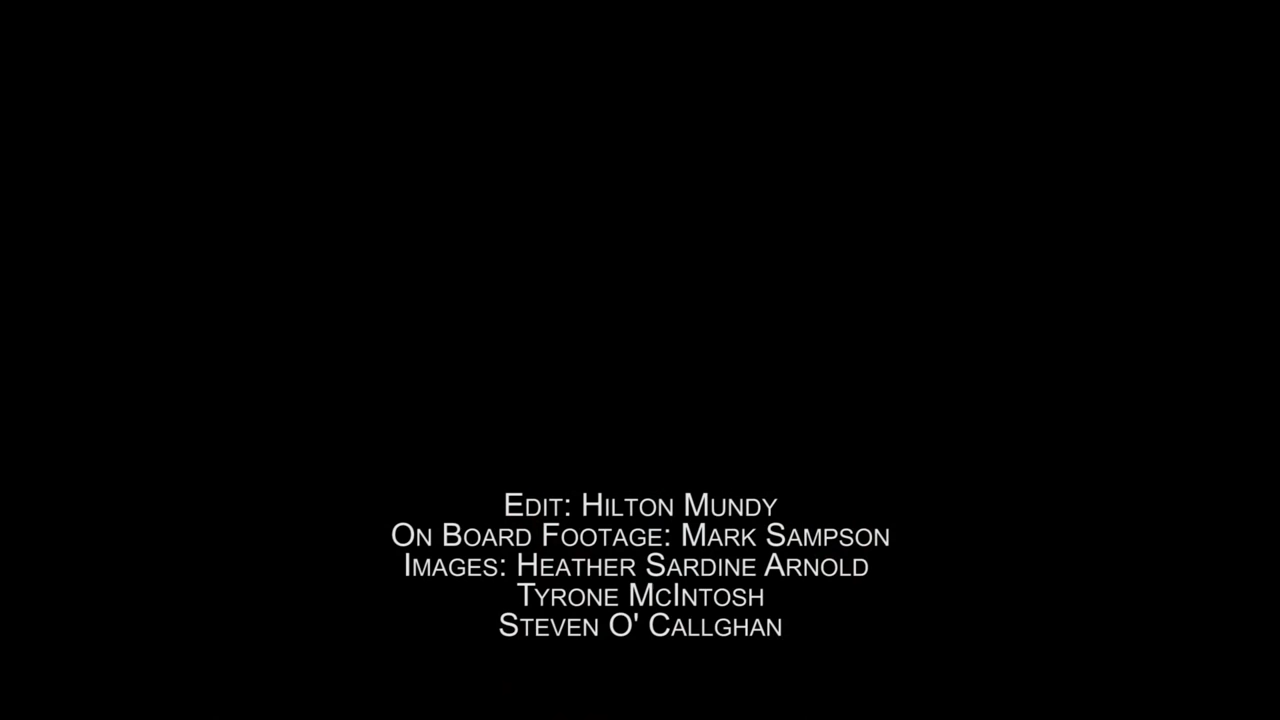 Edit: Hilton Mundy
On Board Footage: Mark Sampson
Images: Heather Sardine Arnold
Tyrone McIntosh
Steven O' Callghan